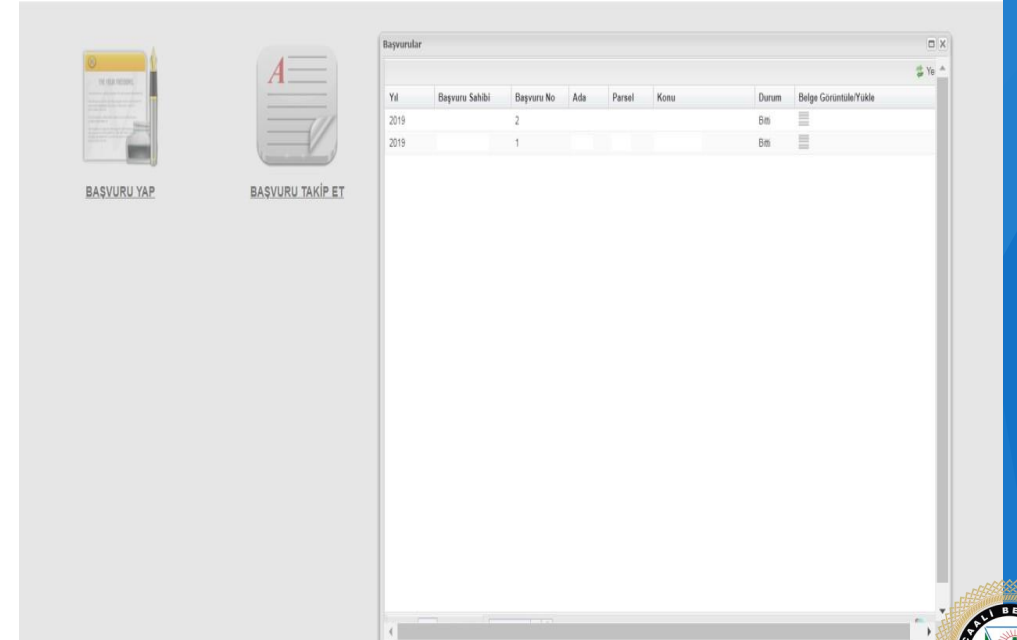 Başvurular
Ye
Yıl Başvuru Sahibi Başvuru No Ada Parsel Konu Durum Belge Görüntüle/Yükle
2019 2 Bitti
2019 1 Bitti
A
BAŞVURU YAP
BAŞVURU TAKİP ET